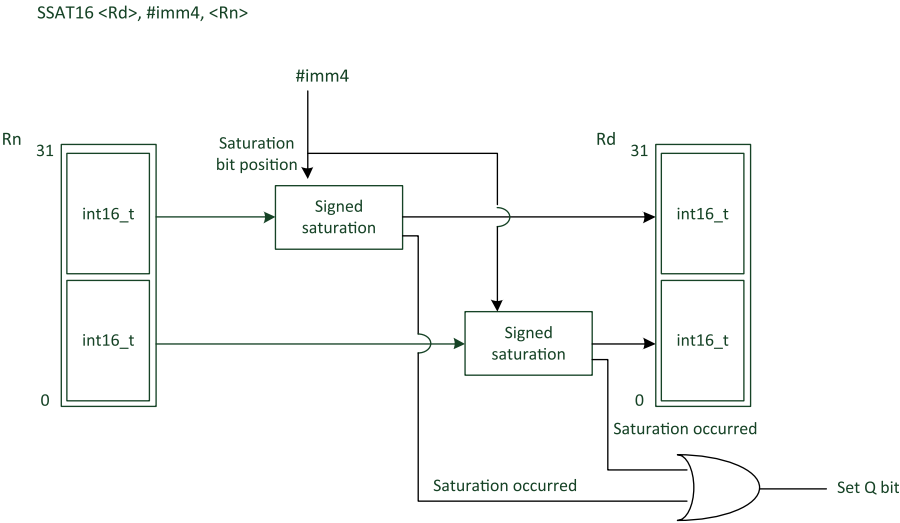 SSAT16 <Rd>, #imm4, <Rn>
#imm4
Rn
31
Saturation
bit position
Rd
31
int16_t
Signed
saturation
int16_t
int16_t
Signed
saturation
int16_t
0
0
Saturation occurred
Saturation occurred
Set Q bit